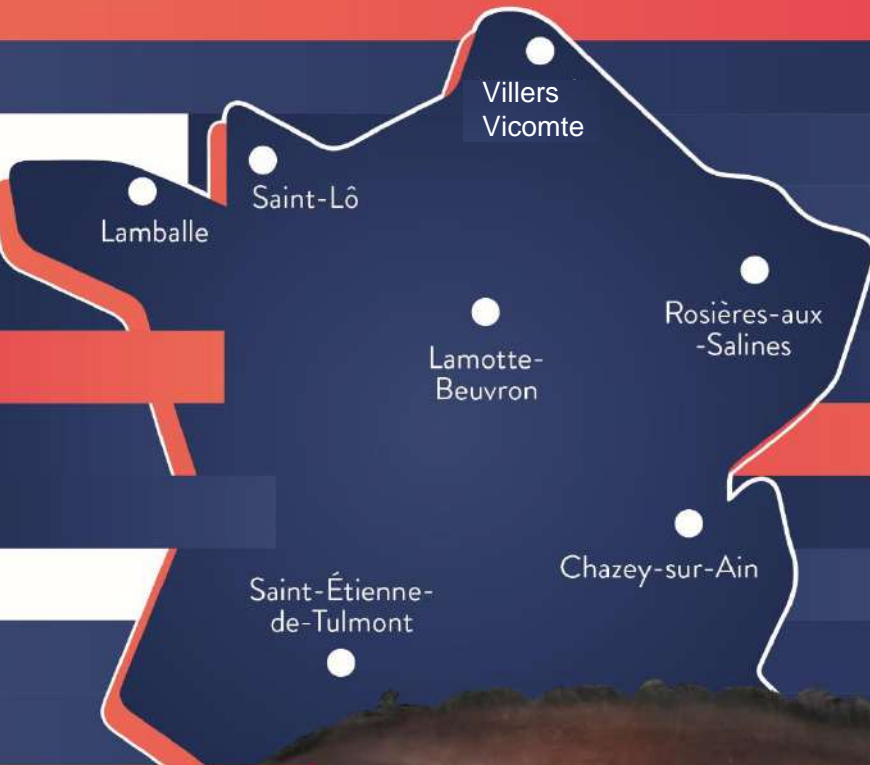 Villers
Vicomte
Saint-Lô
Lamballe
Rosières-aux
-Salines
Lamotte-
Beuvron
Chazey-sur-Ain
Saint-Étienne-
de-Tulmont